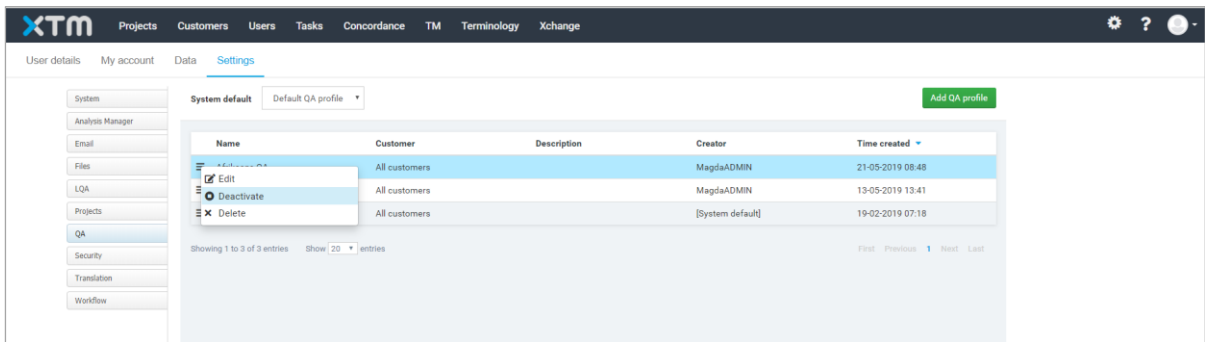 XTM Projects Customers Users Tasks Concordance TM Terminology Xchange ?
User details My account Data Settings
System
Analysis Manager
Email
Files
LQA
Projects
QA
Security
Translation
Workflow
System default Default QA profile Add QA profile
Name Customer Description Creator Time created
All customers MagdaADMIN 21-05-2019 08:48
Edit
Deactivate
Delete
All customers MagdaADMIN 13-05-2019 13:41
All customers [System default] 19-02-2019 07:18
Showing 1 to 3 of 3 entries Show 20 entries First Previous 1 Next Last